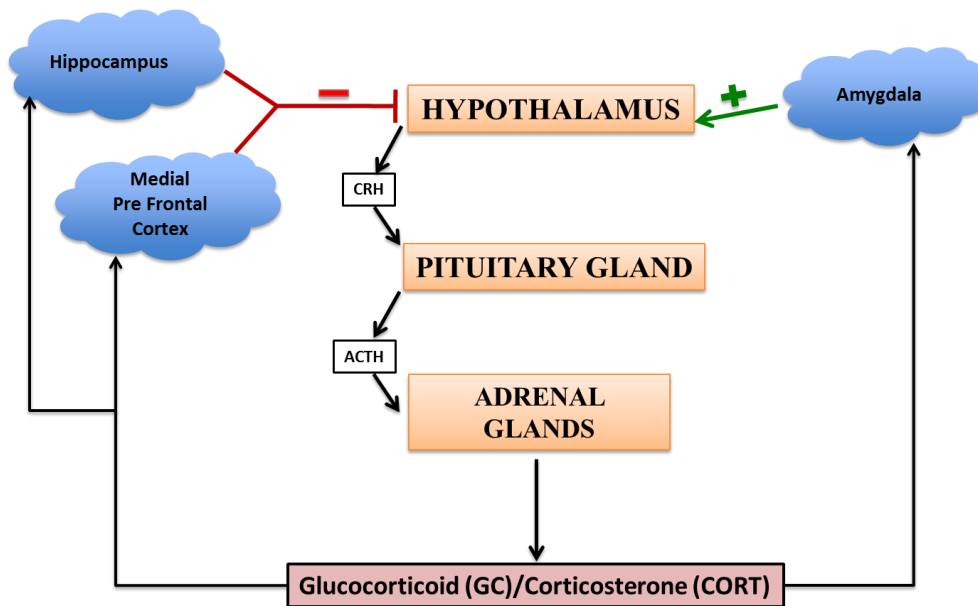 Hippocampus
HYPOTHALAMUS
Amygdala
Medial
Pre Frontal
Cortex
CRH
PITUITARY GLAND
ACTH
ADRENAL
GLANDS
Glucocorticoid (GC)/Corticosterone (CORT)